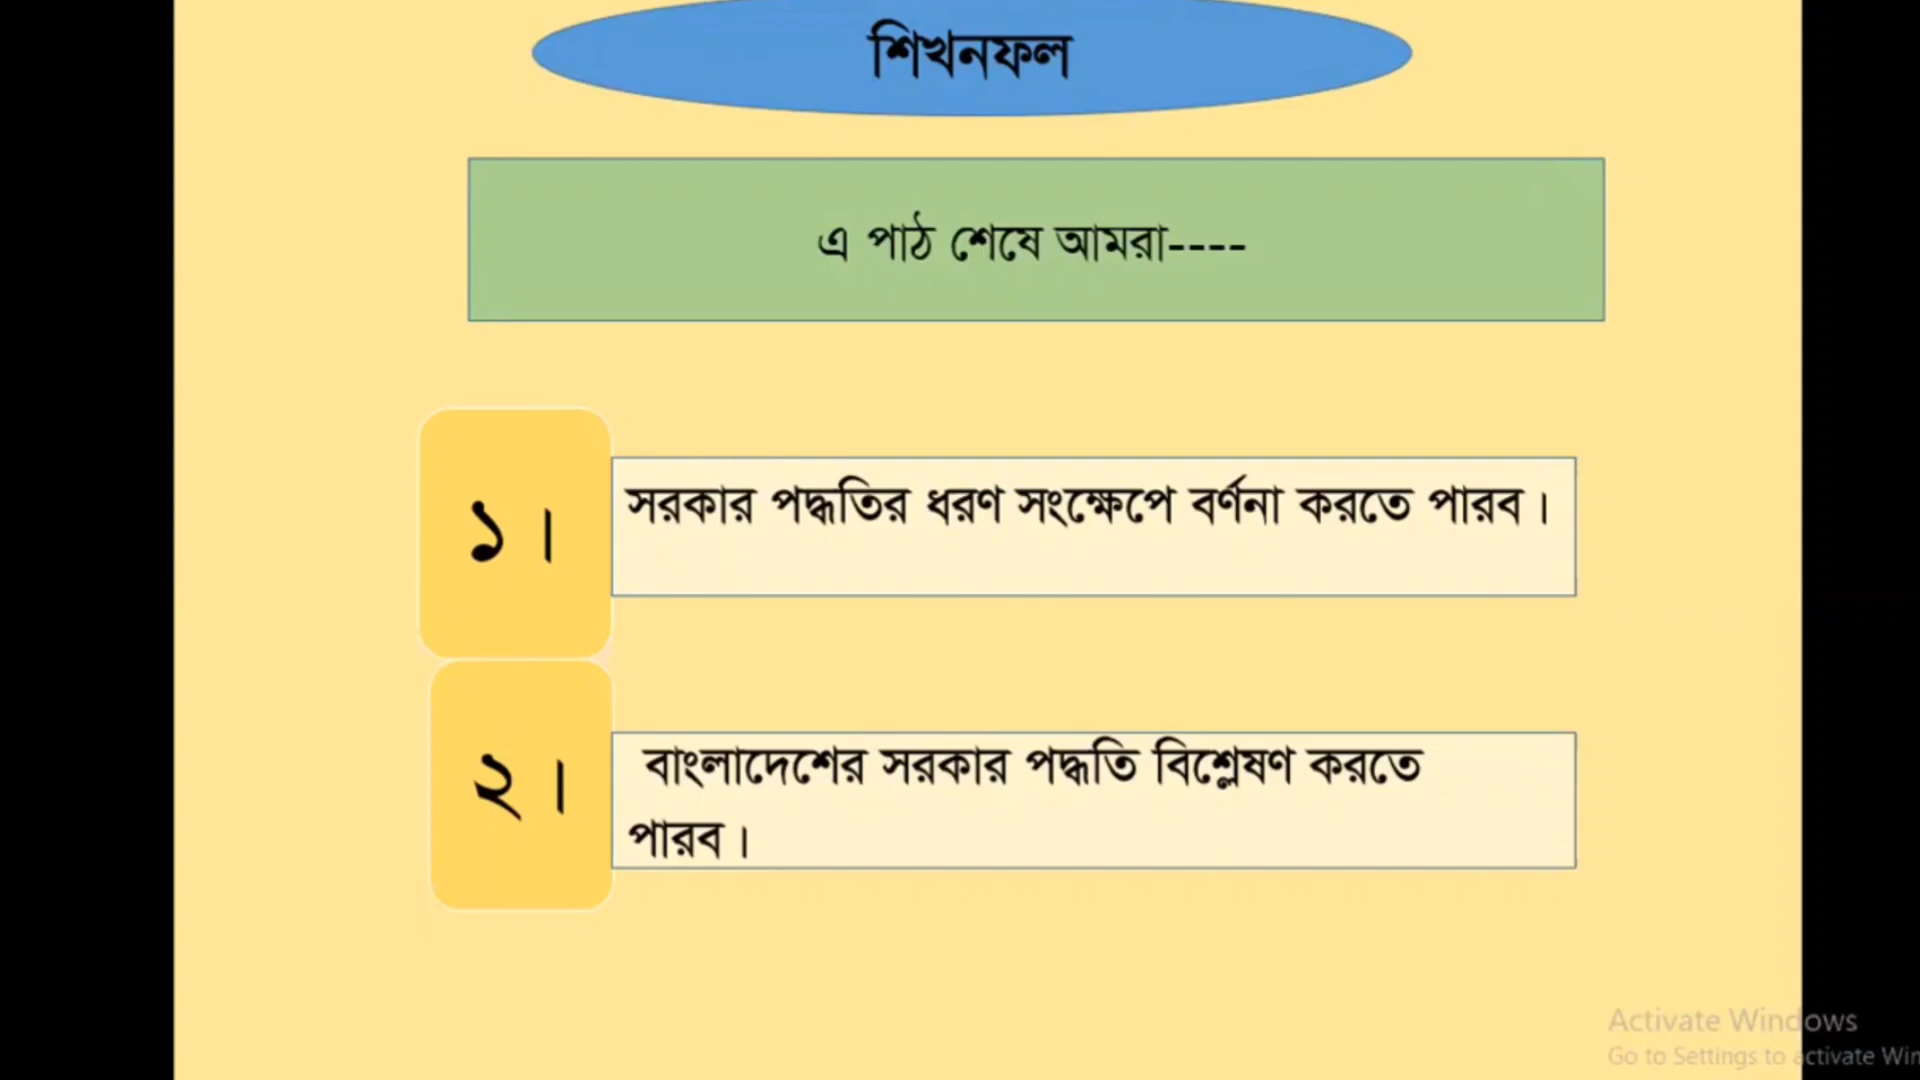 শিখনফল
এ পাঠ শেষে আমরা----
১।
সরকার পদ্ধতির ধরণ সংক্ষেপে বর্ণনা করতে পারব।
২।
বাংলাদেশের সরকার পদ্ধতি বিশ্লেষণ করতে
পারব।
Activate Windows
Go to Settings to activate Win